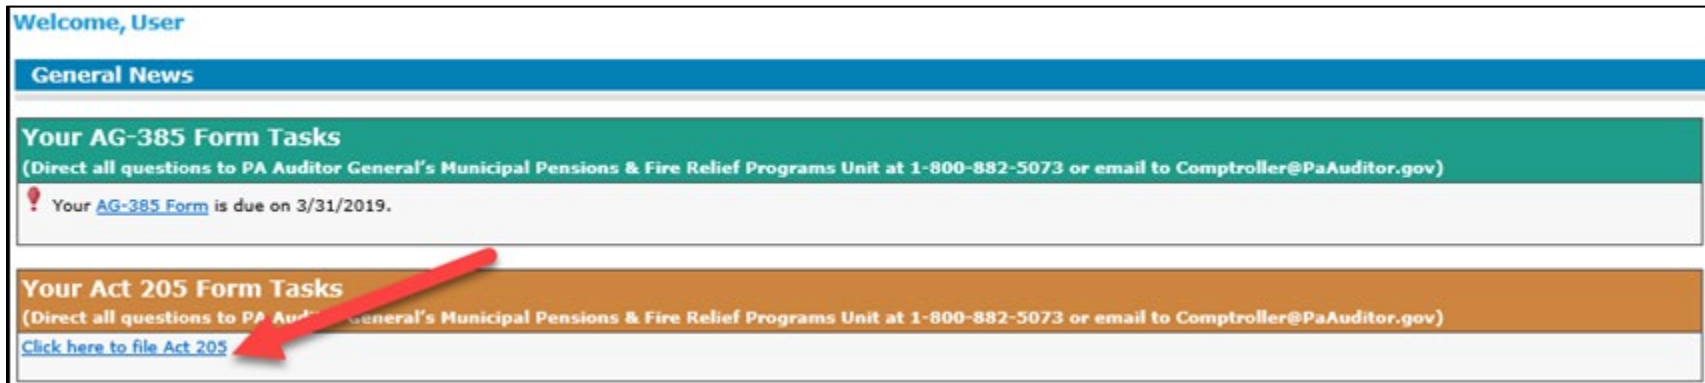 Welcome, User
General News
Your AG-385 Form Tasks
(Direct all questions to PA Auditor General's Municipal Pensions & Fire Relief Programs Unit at 1-800-882-5073 or email to Comptroller@PaAuditor.gov)
Your AG-385 Form is due on 3/31/2019.
Your Act 205 Form Tasks
(Direct all questions to PA Auditor General's Municipal Pensions & Fire Relief Programs Unit at 1-800-882-5073 or email to Comptroller@PaAuditor.gov)
Click here to file Act 205